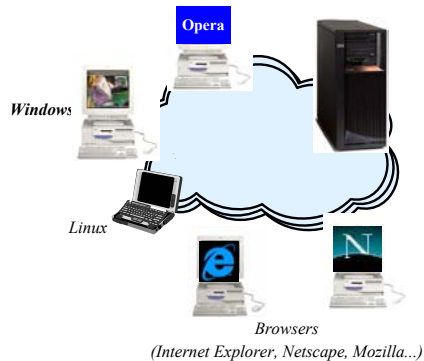 Opera
Windows
Linux
N
Browsers
(Internet Explorer, Netscape, Mozilla...)